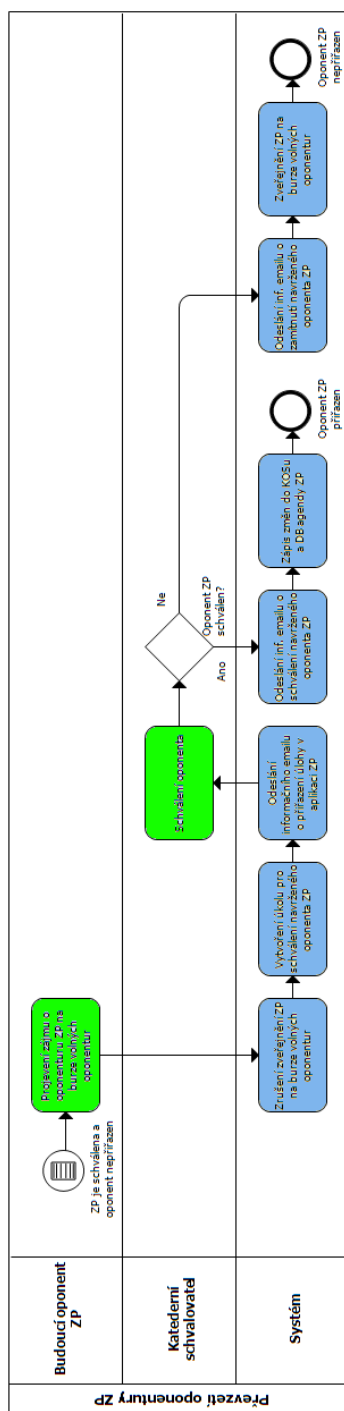 Převzetí oponentury ZP
Budoucí oponent
ZP
ZP je schválena a
oponent nepřiřazen
Projevení zájmu o
oponenturu ZP na
burze volných
oponentur
Katederní
schvalovatel
Schválení oponenta
Oponent ZP
schválen?
Ano
Ne
Systém
Zrušení zveřejnění ZP
na burze volných
oponentur
Vytvoření úkolu pro
schválení navrženého
oponenta ZP
Odeslání
informačního emailu
o přiřazení úlohy v
aplikaci ZP
Odeslání inf. emailu o
schválení navrženého
oponenta ZP
Zápis změn do KOSu
a DB agendy ZP
Oponent ZP
přiřazen
Odeslání inf. emailu o
zamítnutí navrženého
oponenta ZP
Zveřejnění ZP na
burze volných
oponentur
Oponent ZP
nepřiřazen